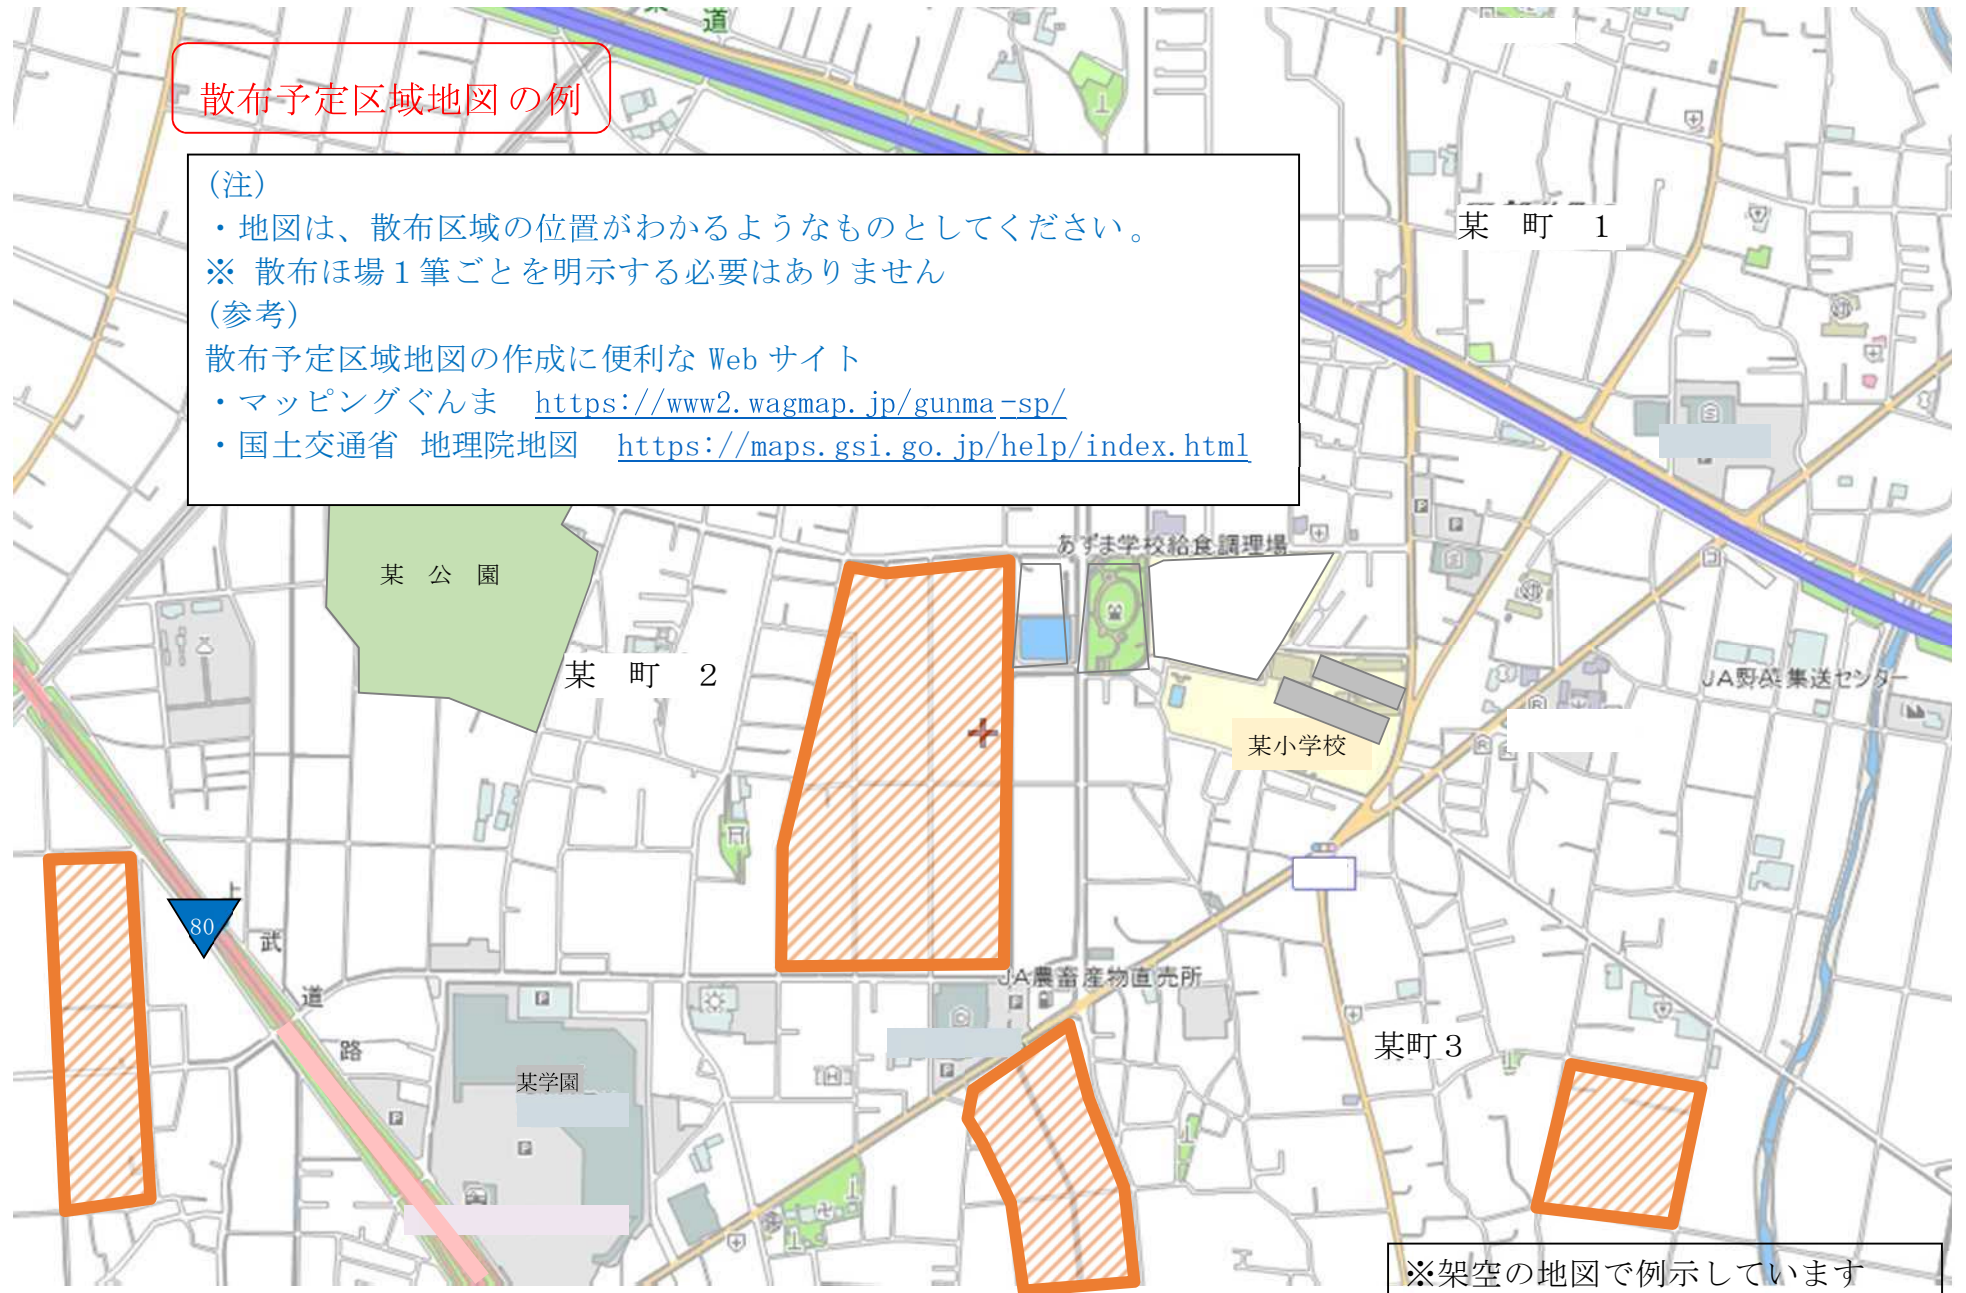 道
散布予定区域地図の例
(注)
・地図は、散布区域の位置がわかるようなものとしてください。
※ 散布ほ場1筆ごとを明示する必要はありません
(参考)
散布予定区域地図の作成に便利な Web サイト
・マッピングぐんま https://www2.wagmap.jp/gunma-sp/
・国土交通省 地理院地図 https://maps.gsi.go.jp/help/index.html
某 町 1
あずま学校給食調理場
某 公 園
某 町 2
JA野菜集送センター
某小学校
80
上
武
道
路
JA農畜産物直売所
某町3
某学園
※架空の地図で例示しています